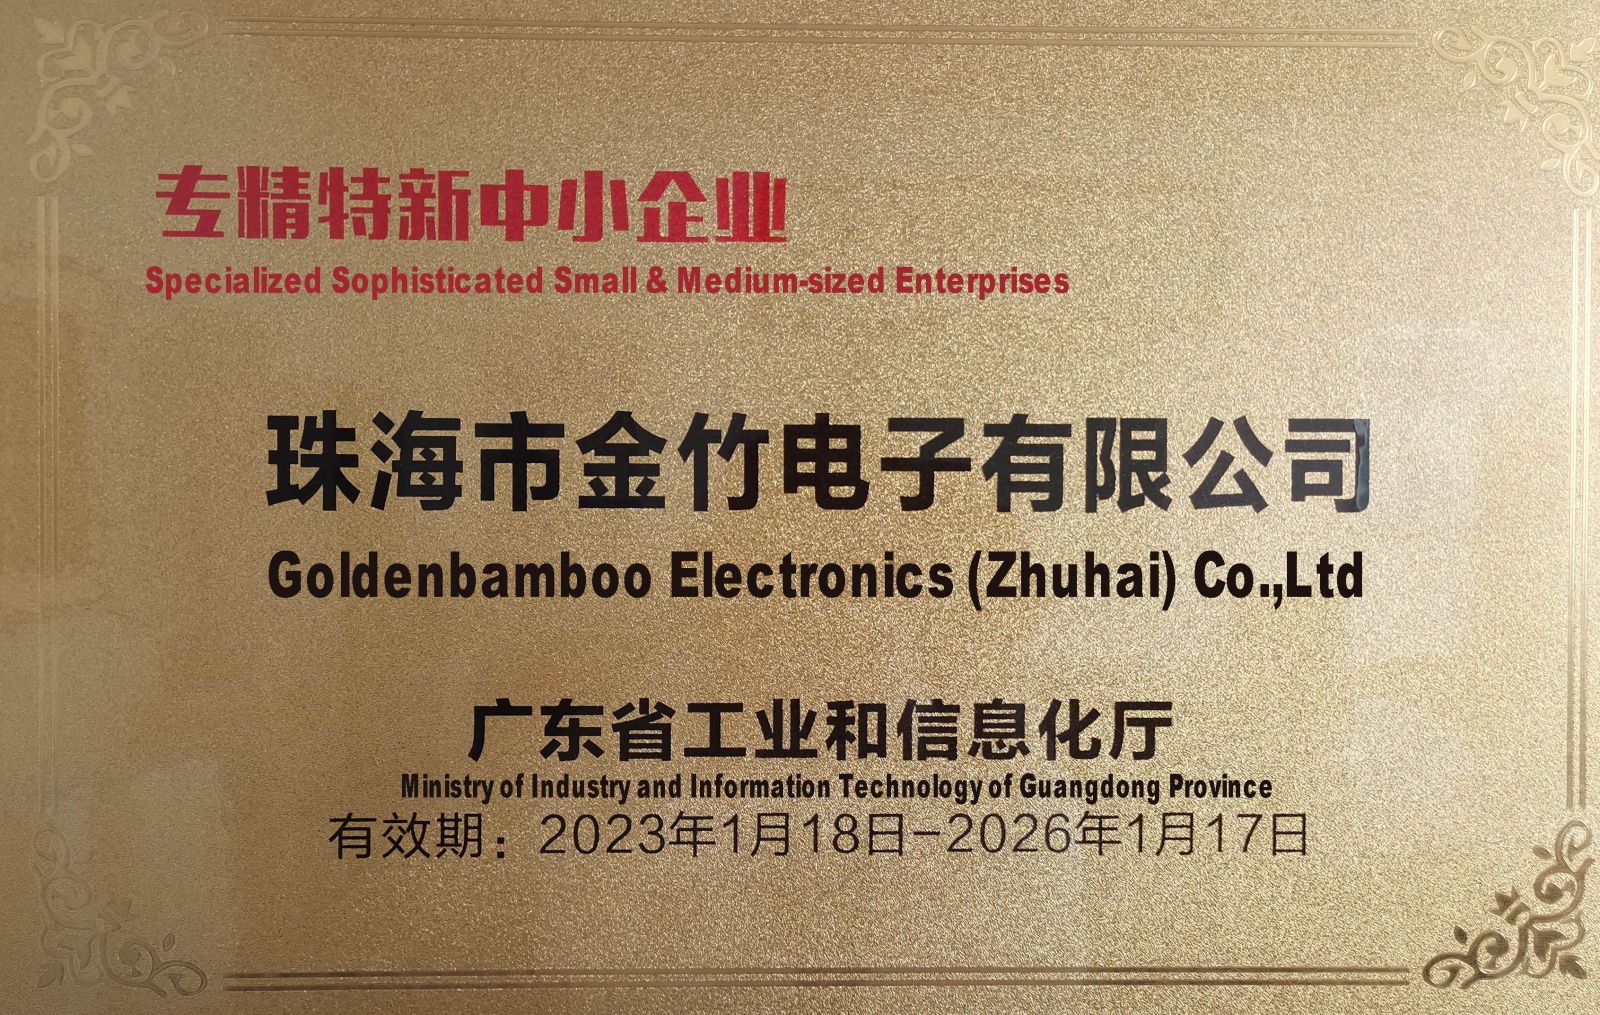 专精特新中小企业
Specialized Sophisticated Small & Medium-sized Enterprises
珠海市金竹电子有限公司
Goldenbamboo Electronics (Zhuhai) Co.,Ltd
广东省工业和信息化厅
Ministry of Industry and Information Technology of Guangdong Province
有效期：2023年1月18日-2026年1月17日